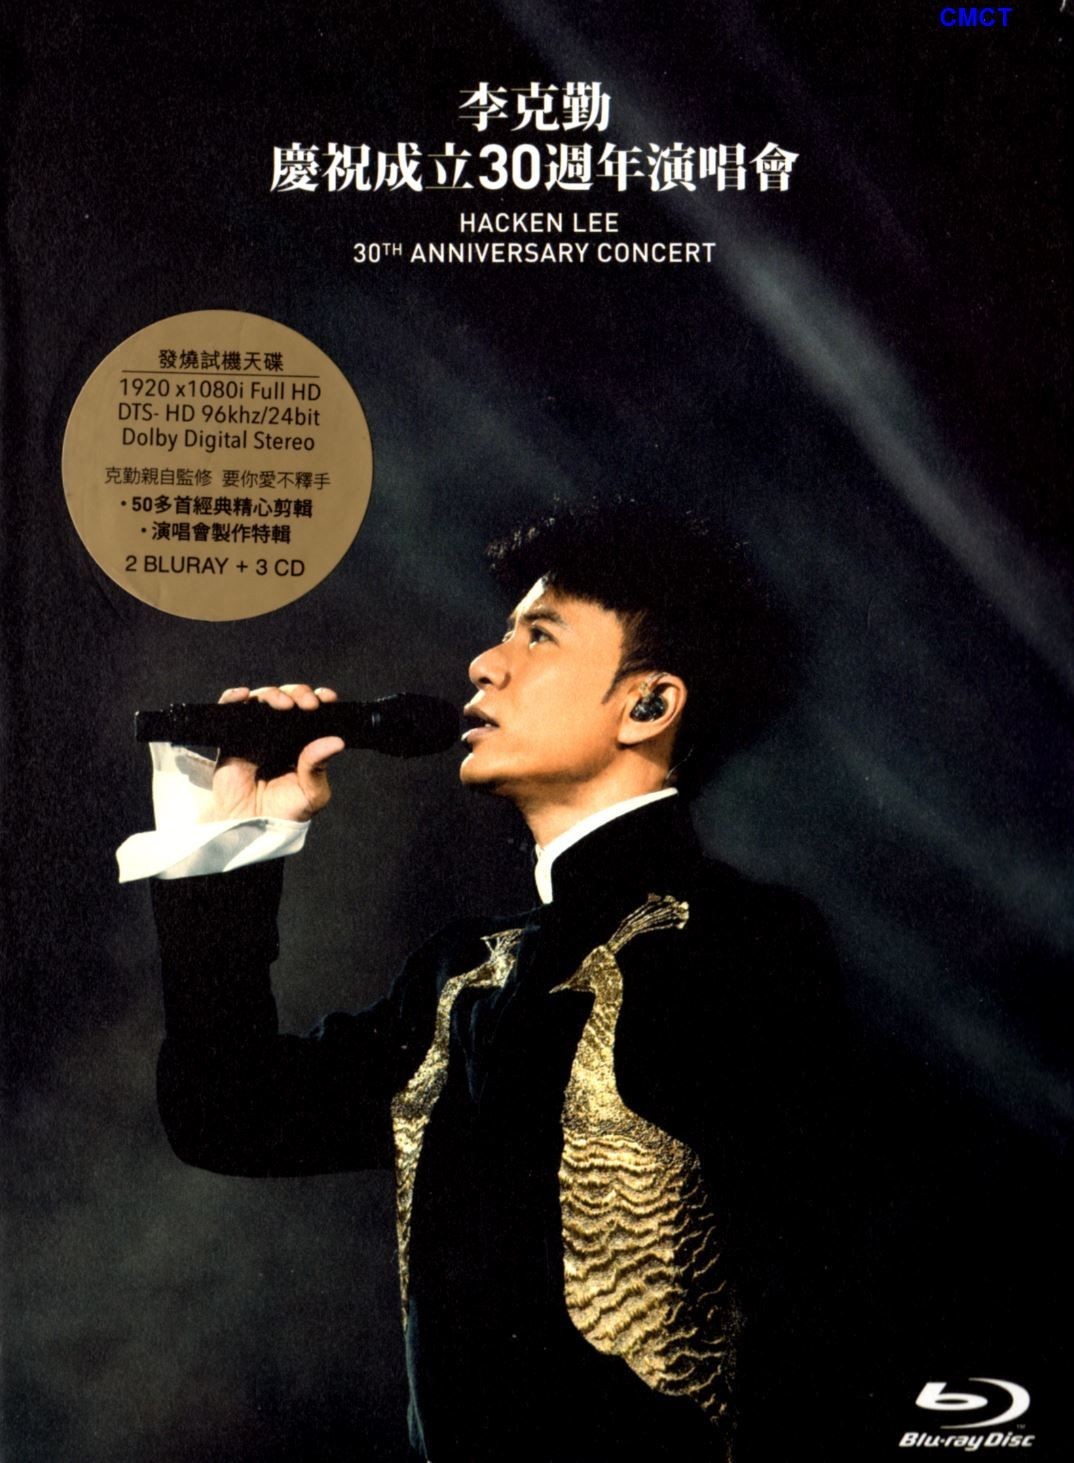 CMCT
李克勤
慶祝成立30週年演唱會
HACKEN LEE
30TH ANNIVERSARY CONCERT
發燒試機天碟
1920 x1080i Full HD
DTS- HD 96khz/24bit
Dolby Digital Stereo
克勤親自監修 要你愛不釋手
・50多首經典精心剪輯
・演唱會製作特輯
2 BLURAY + 3 CD
Blu-ray Disc